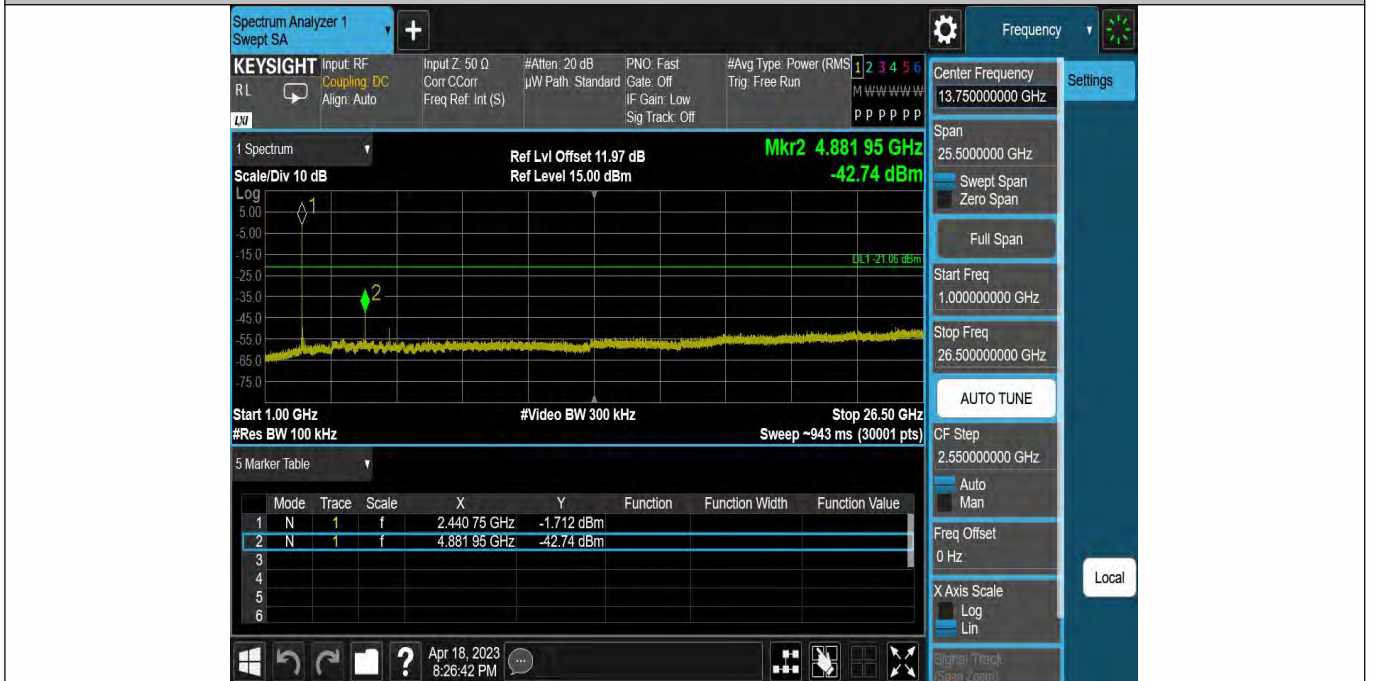 Spectrum Analyzer 1
Swept SA
+
Frequency
KEYSIGHT
RL
LXI
Input: RF
Coupling: DC
Align: Auto
Input Z: 50 Ω
Corr CCorr
Freq Ref: Int (S)
#Atten: 20 dB
µW Path: Standard
PNO: Fast
Gate: Off
IF Gain: Low
Sig Track: Off
#Avg Type: Power (RMS
Trig: Free Run
1 2 3 4 5 6
M W W W W W
P P P P P P
1 Spectrum
Scale/Div 10 dB
Ref Lvl Offset 11.97 dB
Ref Level 15.00 dBm
Mkr2 4.881 95 GHz
-42.74 dBm
Log
5.00
-5.00
-15.0
-25.0
-35.0
-45.0
-55.0
-65.0
-75.0
1
2
DL1 -21.06 dBm
Start 1.00 GHz
#Res BW 100 kHz
#Video BW 300 kHz
Stop 26.50 GHz
Sweep ~943 ms (30001 pts)
5 Marker Table
Mode Trace Scale X Y Function Function Width Function Value
1 N 1 f 2.440 75 GHz -1.712 dBm
2 N 1 f 4.881 95 GHz -42.74 dBm
3
4
5
6
?
Apr 18, 2023
8:26:42 PM
Center Frequency
13.750000000 GHz
Settings
Span
25.5000000 GHz
Swept Span
Zero Span
Full Span
Start Freq
1.000000000 GHz
Stop Freq
26.500000000 GHz
AUTO TUNE
CF Step
2.550000000 GHz
Auto
Man
Freq Offset
0 Hz
X Axis Scale
Log
Lin
Signal Track
(Span Zoom)
Local